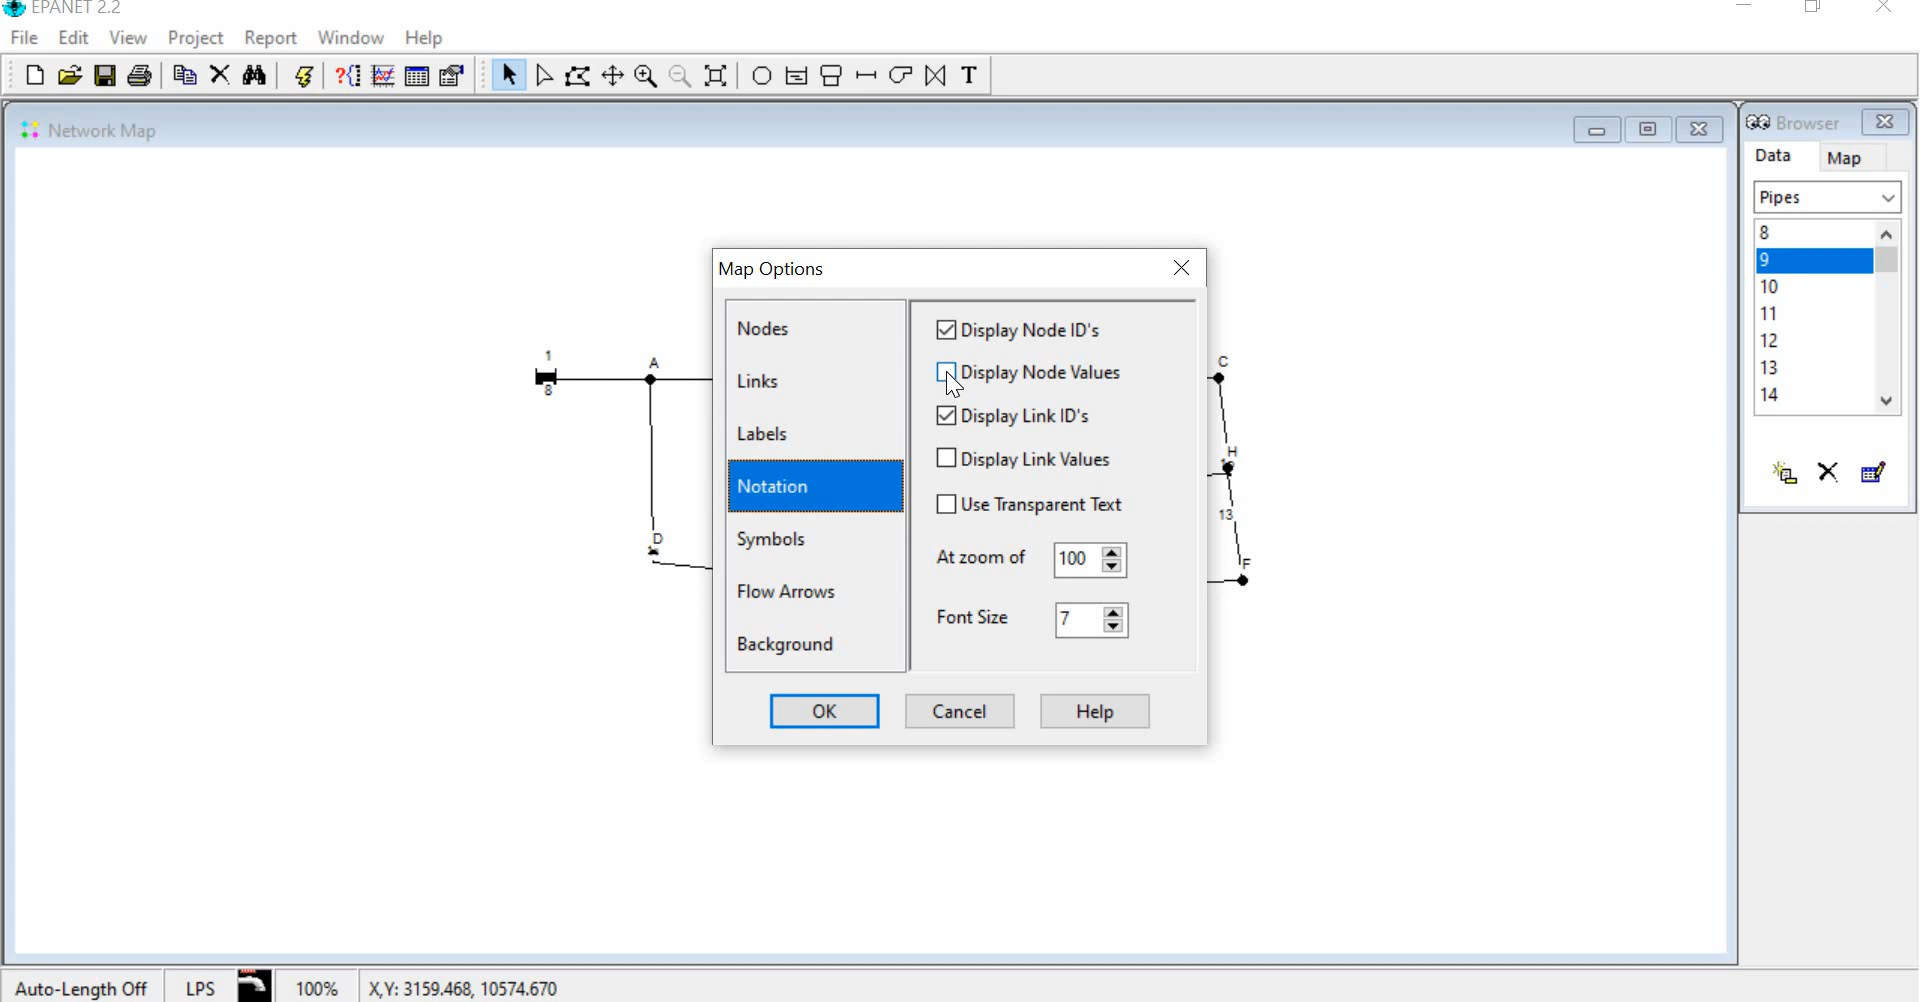 EPANET 2.2
File Edit View Project Report Window Help
Network Map
Browser
Data Map
Pipes
8
9
10
11
12
13
14
Map Options
Nodes
Links
Labels
Notation
Symbols
Flow Arrows
Background
Display Node ID's
Display Node Values
Display Link ID's
Display Link Values
Use Transparent Text
At zoom of 100
Font Size 7
OK Cancel Help
1
8
A
D
C
H
13
F
Auto-Length Off LPS 100% X,Y: 3159.468, 10574.670